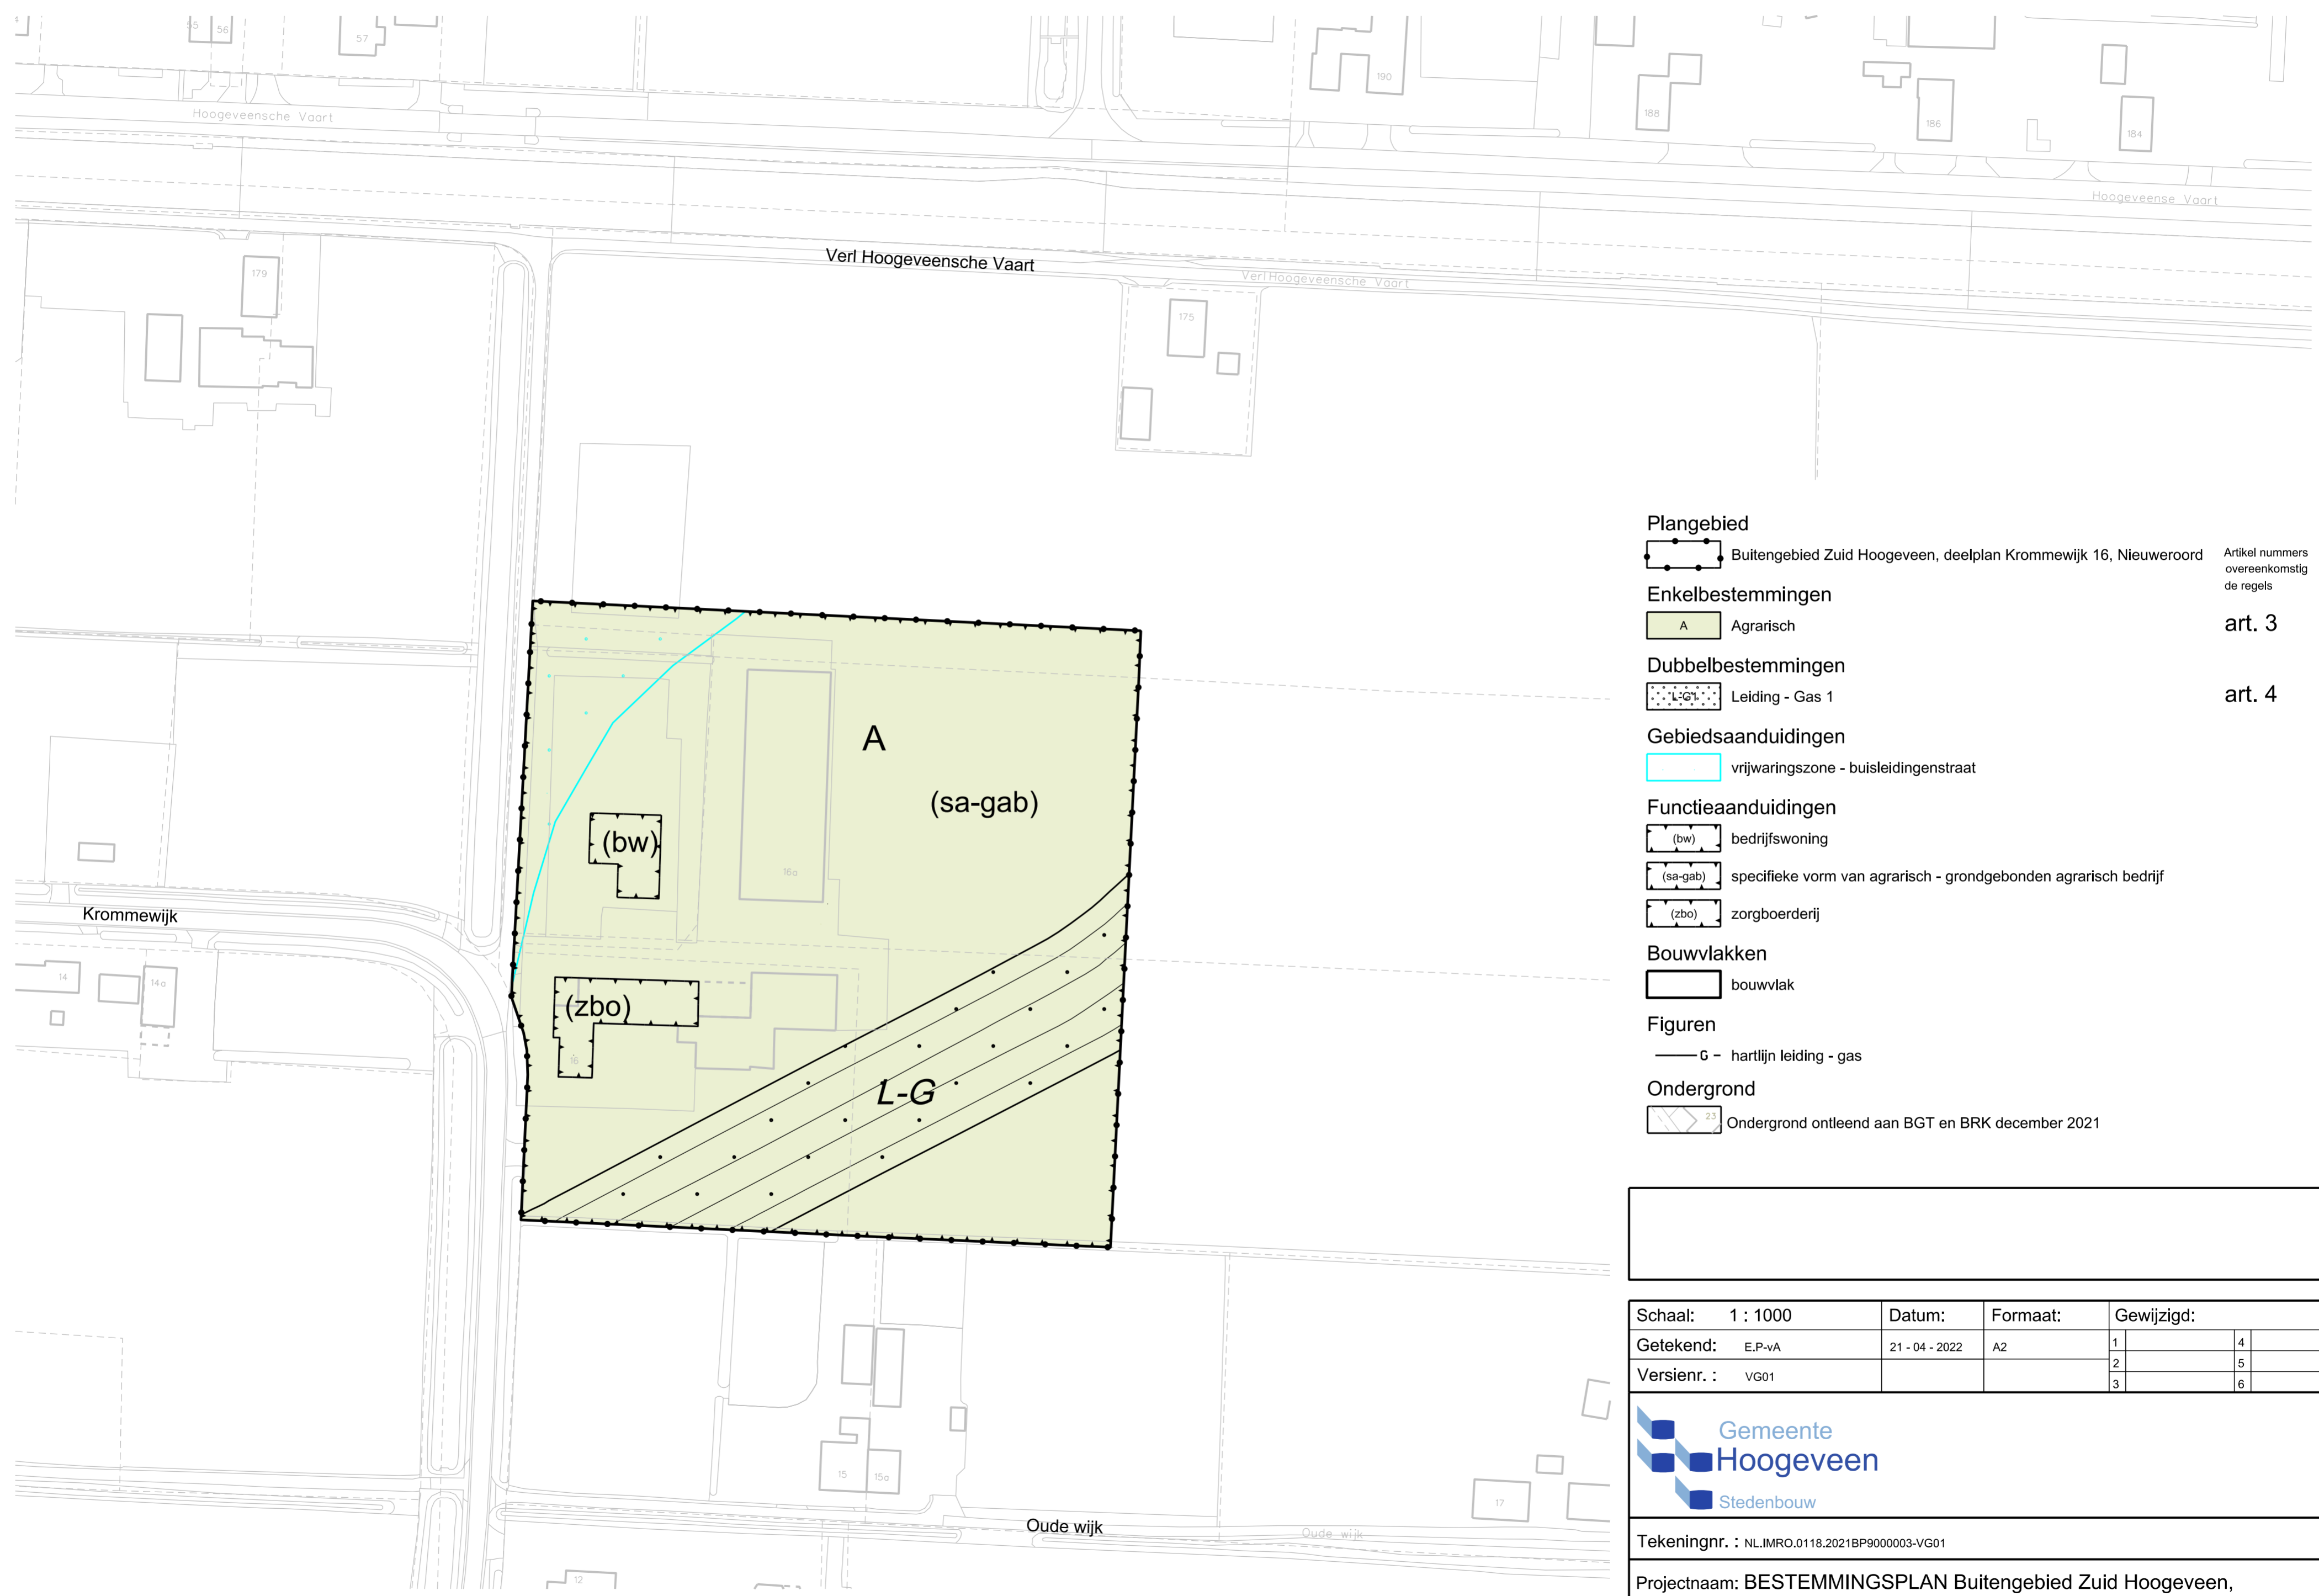 55 56
57
190
188
186
184
Hoogeveensche Vaart
Hoogeveense Vaart
179
Verl Hoogeveensche Vaart
Verl Hoogeveensche Vaart
175
A
(sa-gab)
(bw)
16a
Krommewijk
14
14a
(zbo)
16
L-G
15
15a
17
Oude wijk
Oude wijk
12
Plangebied
Buitengebied Zuid Hoogeveen, deelplan Krommewijk 16, Nieuweroord
Artikel nummers
overeenkomstig
de regels
Enkelbestemmingen
A Agrarisch art. 3
Dubbelbestemmingen
L-G1 Leiding - Gas 1 art. 4
Gebiedsaanduidingen
vrijwaringszone - buisleidingenstraat
Functieaanduidingen
(bw) bedrijfswoning
(sa-gab) specifieke vorm van agrarisch - grondgebonden agrarisch bedrijf
(zbo) zorgboerderij
Bouwvlakken
bouwvlak
Figuren
G hartlijn leiding - gas
Ondergrond
23 Ondergrond ontleend aan BGT en BRK december 2021
Schaal: 1 : 1000 Datum: Formaat: Gewijzigd:
Getekend: E.P-vA 21 - 04 - 2022 A2 1 4
2 5
Versienr. : VG01 3 6
Gemeente
Hoogeveen
Stedenbouw
Tekeningnr. : NL.IMRO.0118.2021BP9000003-VG01
Projectnaam: BESTEMMINGSPLAN Buitengebied Zuid Hoogeveen,